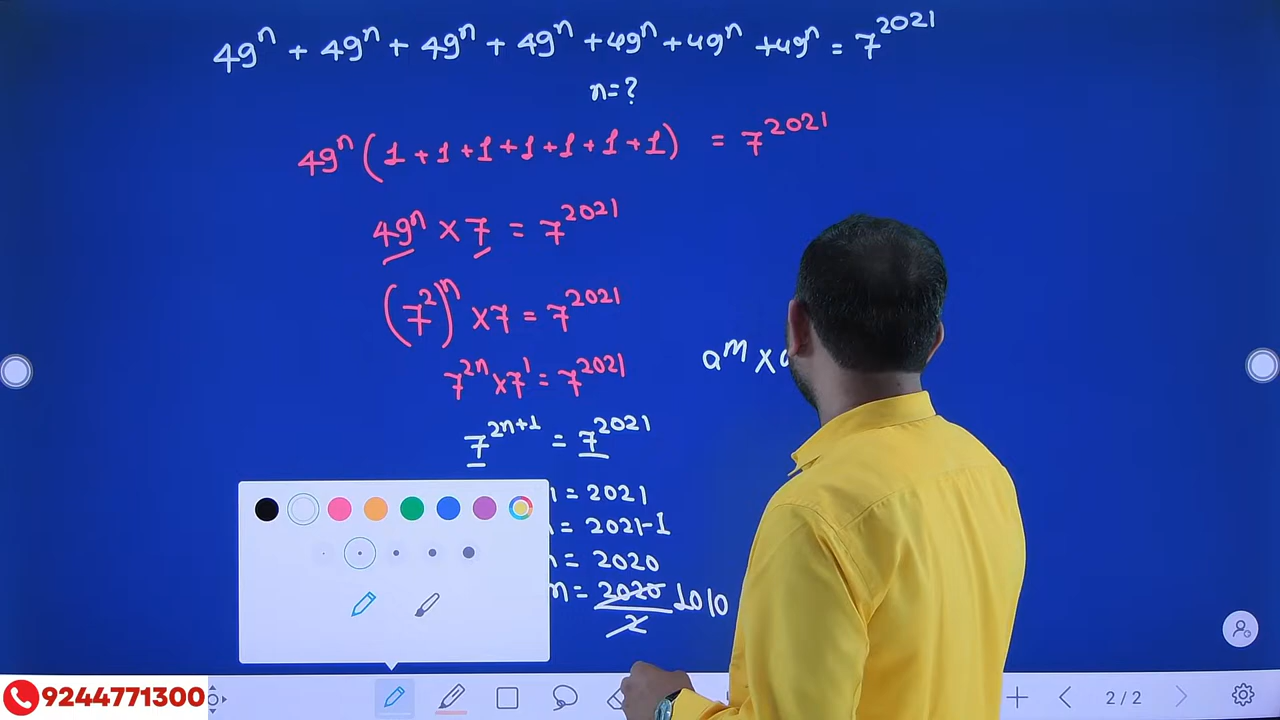 49ⁿ + 49ⁿ + 49ⁿ + 49ⁿ + 49ⁿ + 49ⁿ + 49ⁿ = 7²⁰²¹
n = ?
49ⁿ (1 + 1 + 1 + 1 + 1 + 1 + 1) = 7²⁰²¹
49ⁿ × 7 = 7²⁰²¹
(7²)ⁿ × 7 = 7²⁰²¹
7²ⁿ × 7¹ = 7²⁰²¹
aᵐ × a
7²ⁿ⁺¹ = 7²⁰²¹
= 2021
= 2021-1
= 2020
n = 2020/2 1010
9244771300
2/2